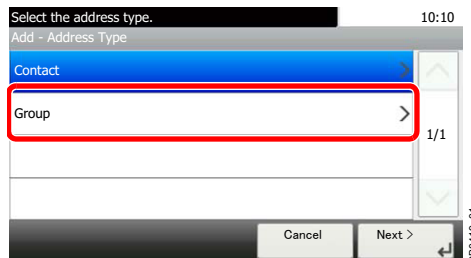 Select the address type.
10:10
Add - Address Type
Contact
Group
1/1
Cancel
Next >